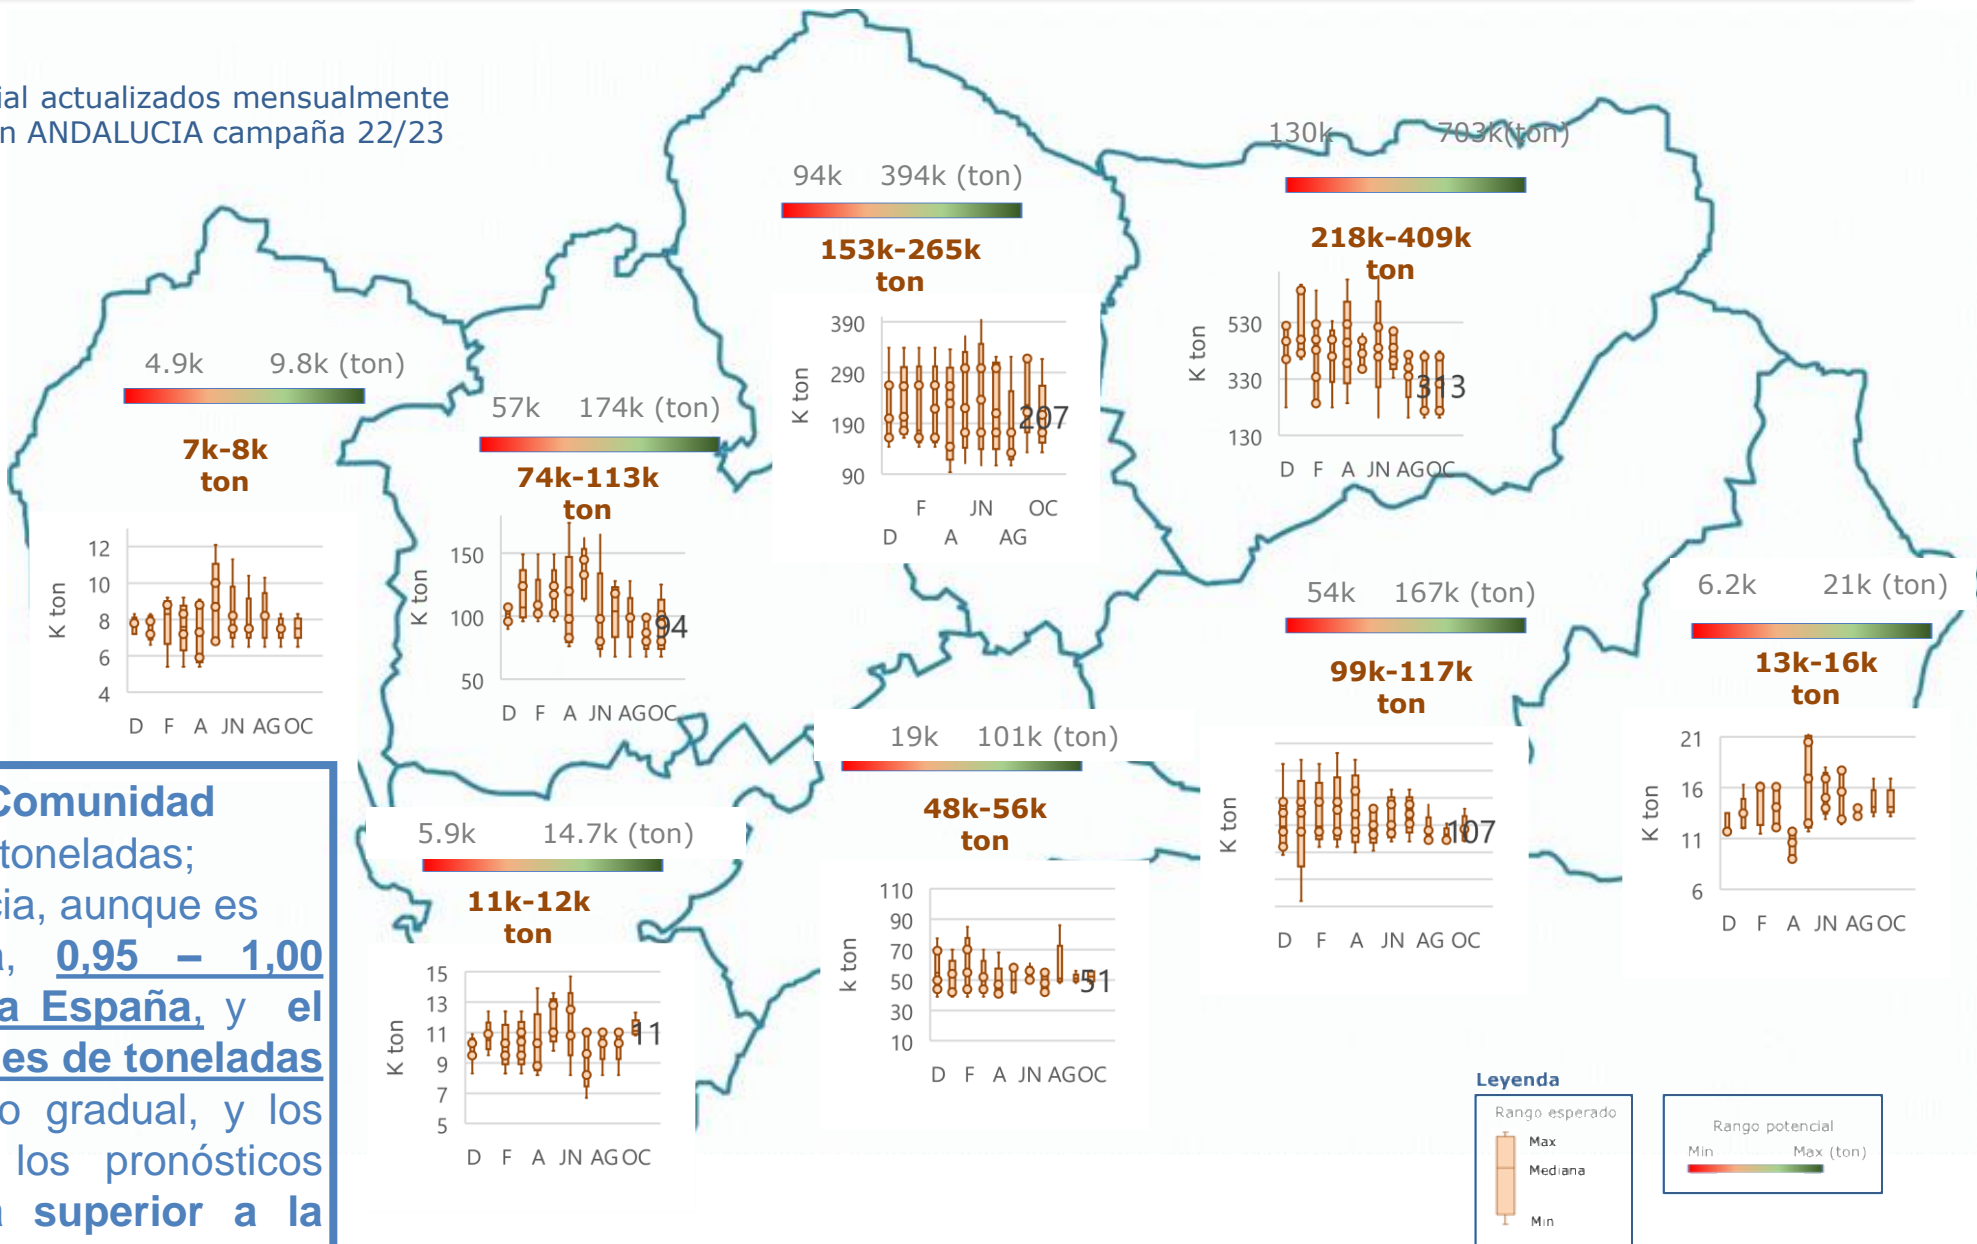 ial actualizados mensualmente
n ANDALUCIA campaña 22/23
4.9k 9.8k (ton)
7k-8k
ton
K ton
12
10
8
6
4
D F A JN AG OC
57k 174k (ton)
74k-113k
ton
K ton
150
100
50
94
D F A JN AG OC
94k 394k (ton)
153k-265k
ton
K ton
390
290
190
90
207
F JN OC
D A AG
130k 703k(ton)
218k-409k
ton
K ton
530
330
130
313
D F A JN AG OC
5.9k 14.7k (ton)
11k-12k
ton
K ton
15
13
11
9
7
5
11
D F A JN AG OC
19k 101k (ton)
48k-56k
ton
k ton
110
90
70
50
30
10
51
D F A JN AG OC
54k 167k (ton)
99k-117k
ton
K ton
107
D F A JN AG OC
6.2k 21k (ton)
13k-16k
ton
K ton
21
16
11
6
D F A JN AG OC
Comunidad
toneladas;
cia, aunque es
, 0,95 – 1,00
a España, y el
es de toneladas
o gradual, y los
los pronósticos
superior a la
Leyenda
Rango esperado
Max
Mediana
Min
Rango potencial
Min Max (ton)